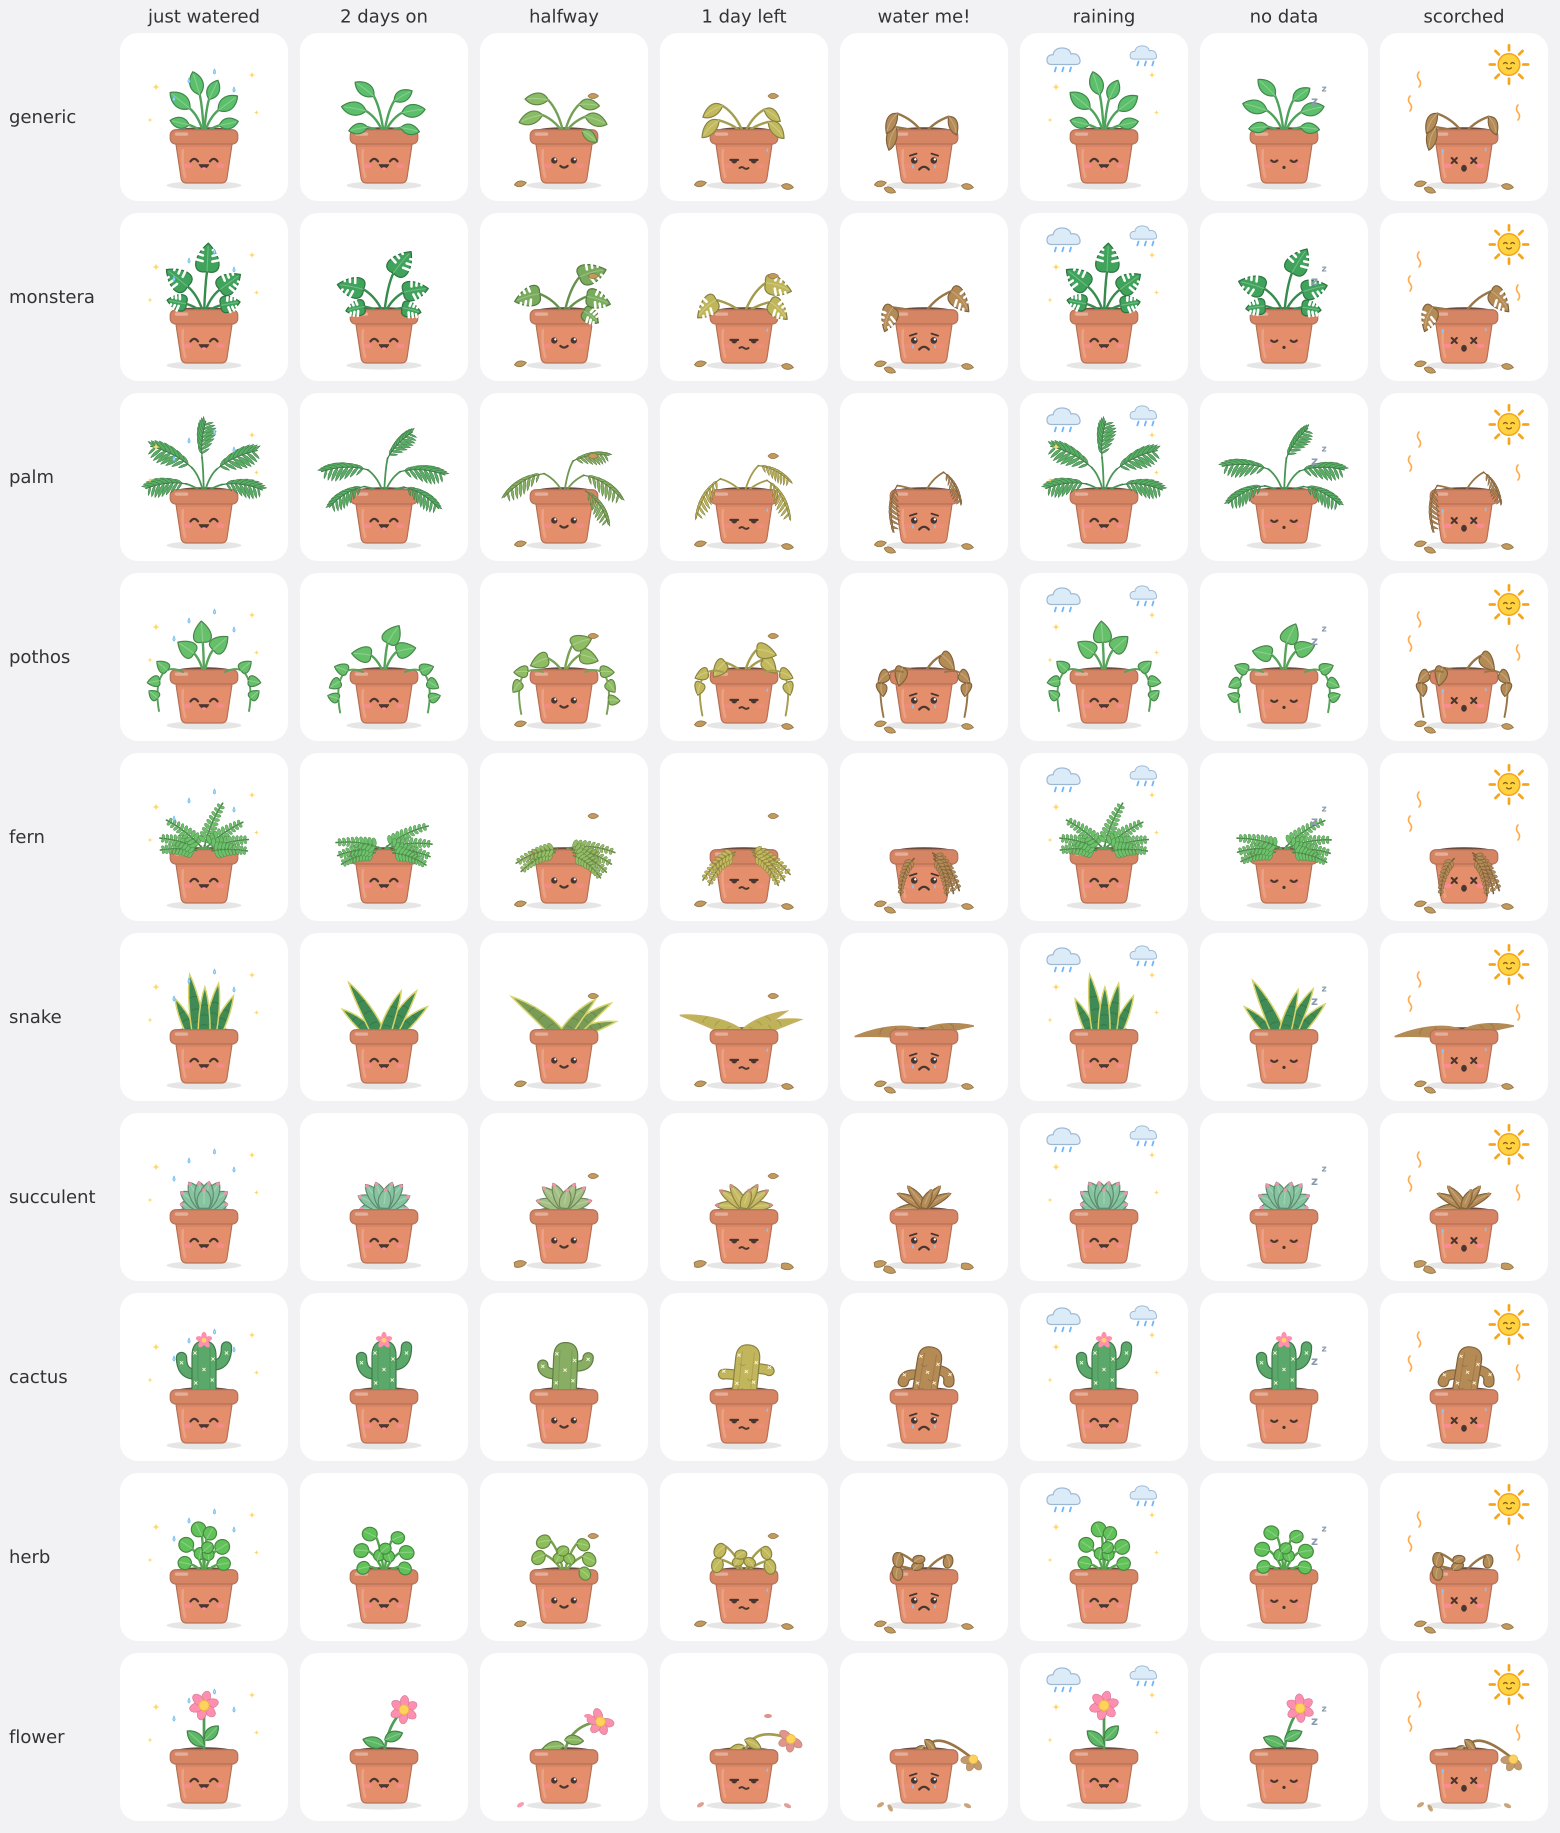 just watered 2 days on halfway 1 day left water me! raining no data scorched
generic
z
z
monstera
z
z
palm
z
z
pothos
z
z
fern
z
z
snake
z
z
succulent
z
z
cactus
z
z
herb
z
z
flower
z
z